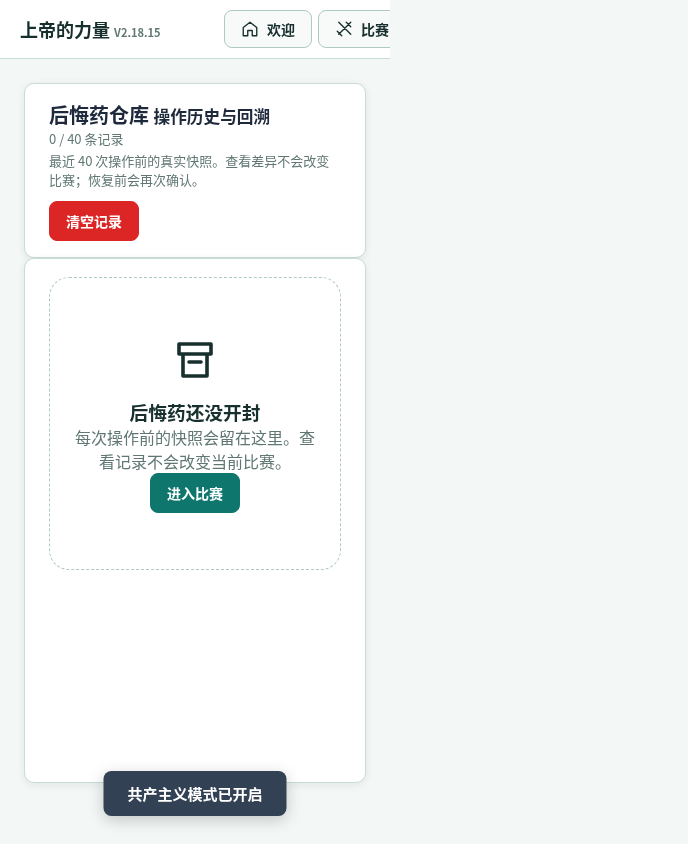 上帝的力量 V2.18.15
欢迎
比赛
后悔药仓库 操作历史与回溯
0 / 40 条记录
最近 40 次操作前的真实快照。查看差异不会改变
比赛；恢复前会再次确认。
清空记录
后悔药还没开封
每次操作前的快照会留在这里。查
看记录不会改变当前比赛。
进入比赛
共产主义模式已开启